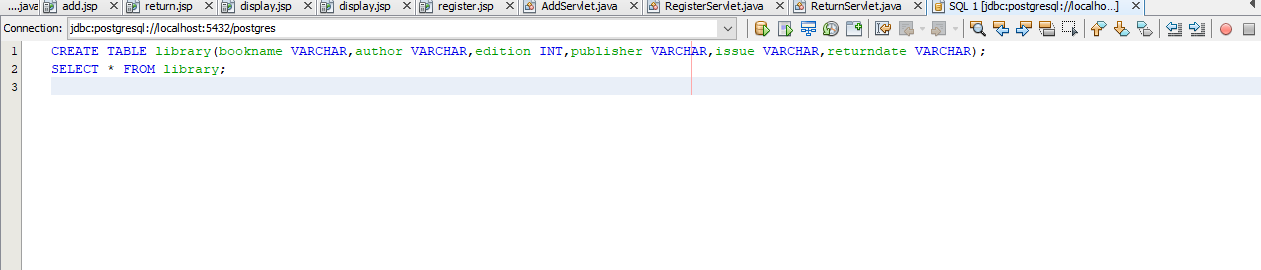 ....java add.jsp return.jsp display.jsp display.jsp register.jsp AddServlet.java RegisterServlet.java ReturnServlet.java SQL 1 [jdbc:postgresql://localho...]
Connection: jdbc:postgresql://localhost:5432/postgres
1 CREATE TABLE library(bookname VARCHAR,author VARCHAR,edition INT,publisher VARCHAR,issue VARCHAR,returndate VARCHAR);
2 SELECT * FROM library;
3